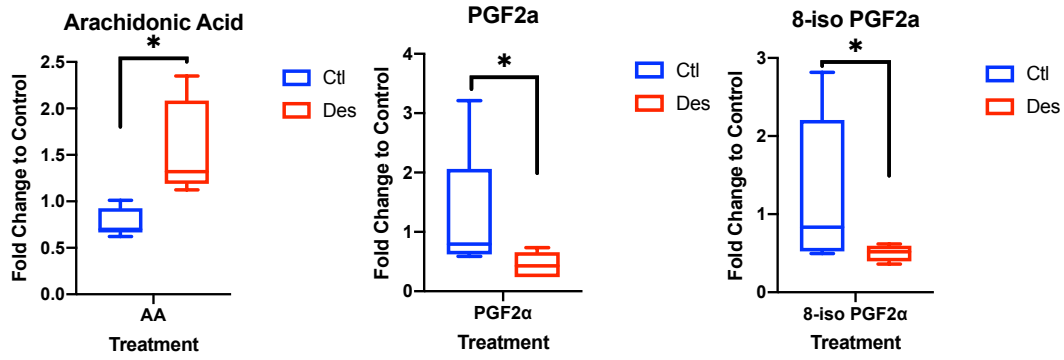 Arachidonic Acid
*
Fold Change to Control
2.5
2.0
1.5
1.0
0.5
0.0
AA
Treatment
Ctl
Des
PGF2a
*
Fold Change to Control
4
3
2
1
0
PGF2α
Treatment
Ctl
Des
8-iso PGF2a
*
Fold Change to Control
3
2
1
0
8-iso PGF2α
Treatment
Ctl
Des